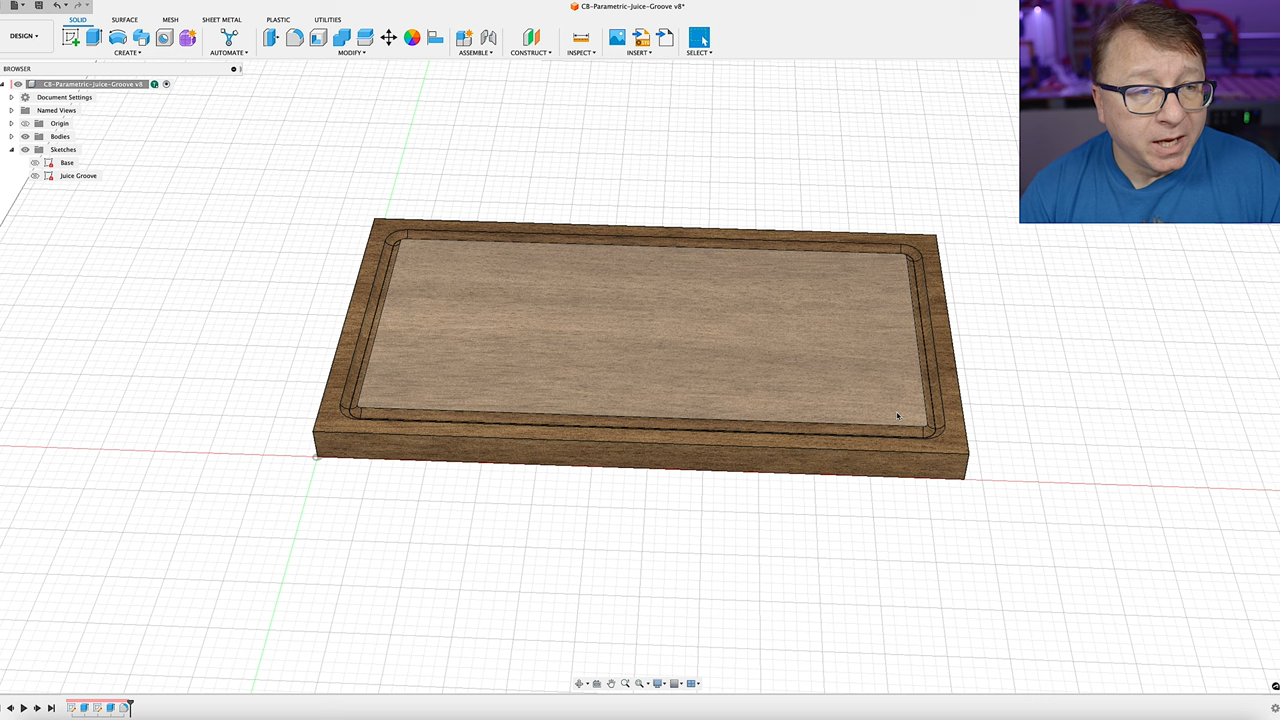 CB-Parametric-Juice-Groove v8*
SOLID SURFACE MESH SHEET METAL PLASTIC UTILITIES
DESIGN
CREATE AUTOMATE MODIFY ASSEMBLE CONSTRUCT INSPECT INSERT SELECT
BROWSER
CB-Parametric-Juice-Groove v8
Document Settings
Named Views
Origin
Bodies
Sketches
Base
Juice Groove